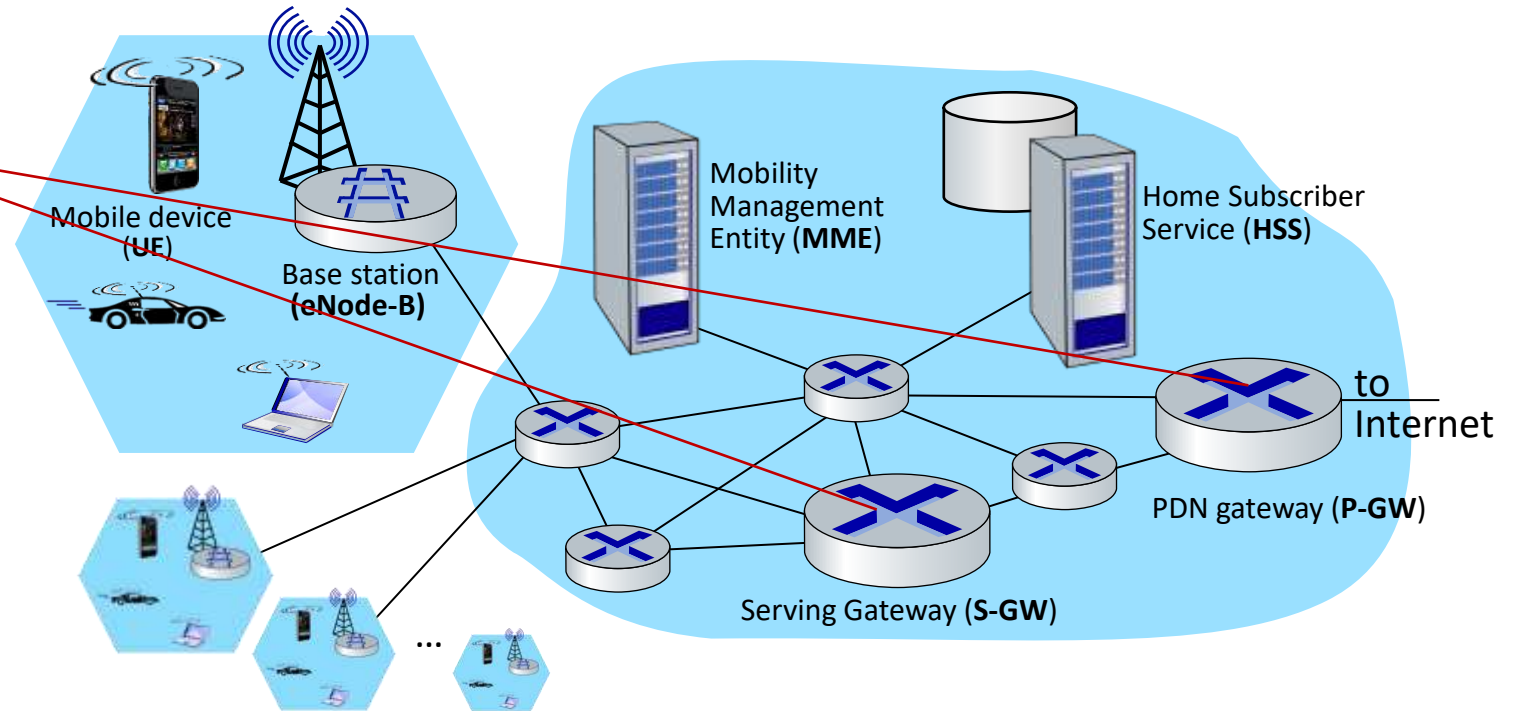 Mobile device
(UE)
Base station
(eNode-B)
Mobility
Management
Entity (MME)
Home Subscriber
Service (HSS)
to
Internet
PDN gateway (P-GW)
Serving Gateway (S-GW)
...